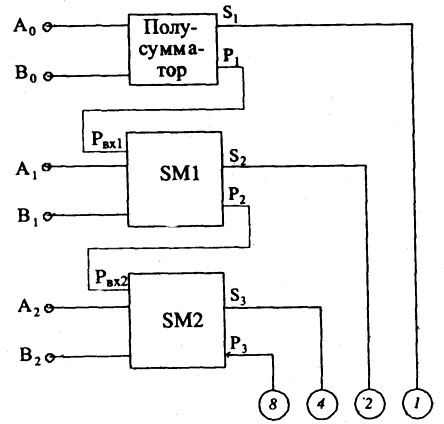 A0
B0
Полу-
сумма-
тор
S1
P1
Pвх1
A1
B1
SM1
S2
P2
Pвх2
A2
B2
SM2
S3
P3
8
4
2
1